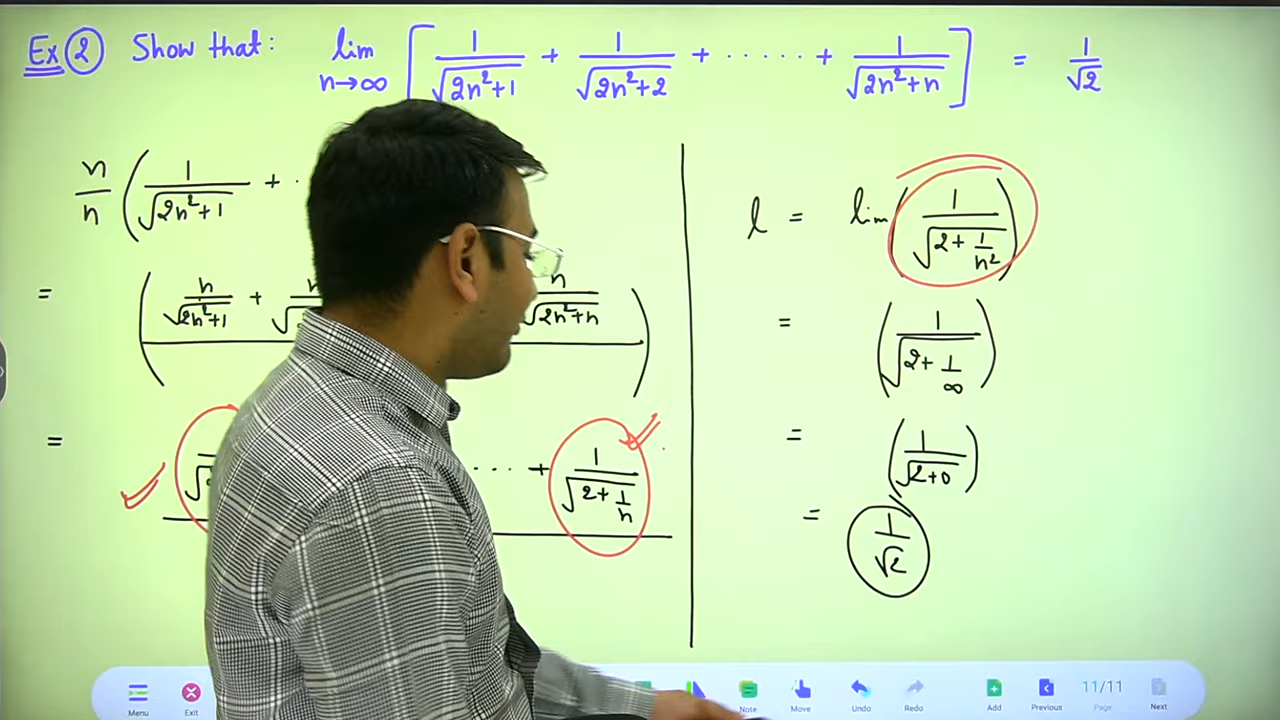 Ex 2 Show that: lim n→∞ [ 1/√(2n²+1) + 1/√(2n²+2) + ..... + 1/√(2n²+n) ] = 1/√2
n/n ( 1/√(2n²+1) + ·
= ( n/√(2n²+1) + n/√ n/√(2n²+n) )
= ... + 1/√(2+1/n)
l = lim ( 1/√(2+1/n²) )
= ( 1/√(2+1/∞) )
= ( 1/√(2+0) )
= 1/√2
Menu Exit Note Move Undo Redo Add Previous 11/11 Page Next